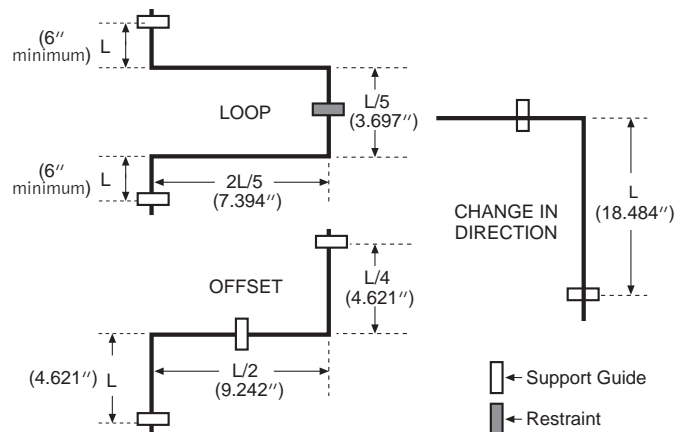 (6″
minimum) L
LOOP
L/5
(3.697″)
(6″
minimum) L
2L/5
(7.394″)
CHANGE IN
DIRECTION
L
(18.484″)
OFFSET
L/4
(4.621″)
(4.621″) L
L/2
(9.242″)
Support Guide
Restraint